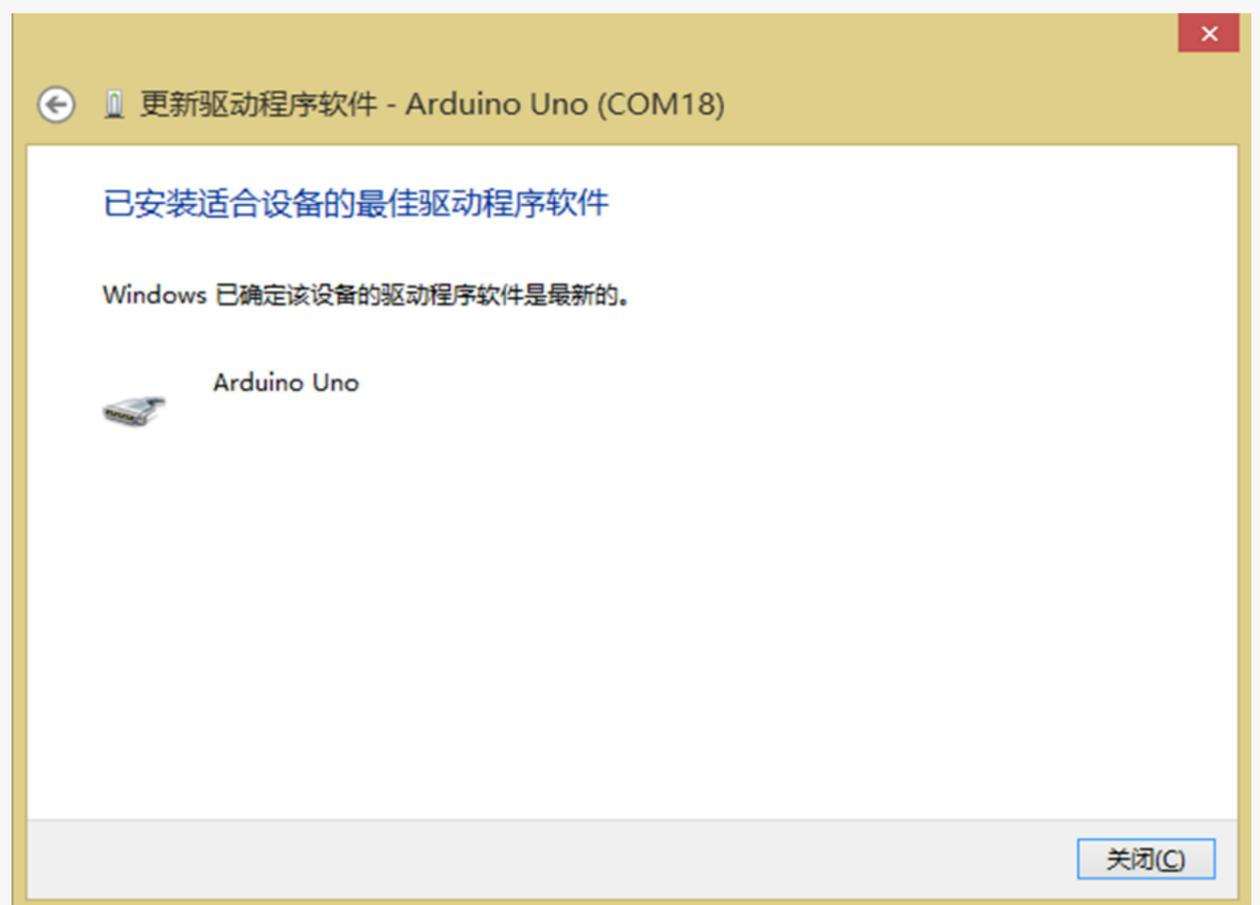 更新驱动程序软件 - Arduino Uno (COM18)
已安装适合设备的最佳驱动程序软件
Windows 已确定该设备的驱动程序软件是最新的。
Arduino Uno
关闭(C)